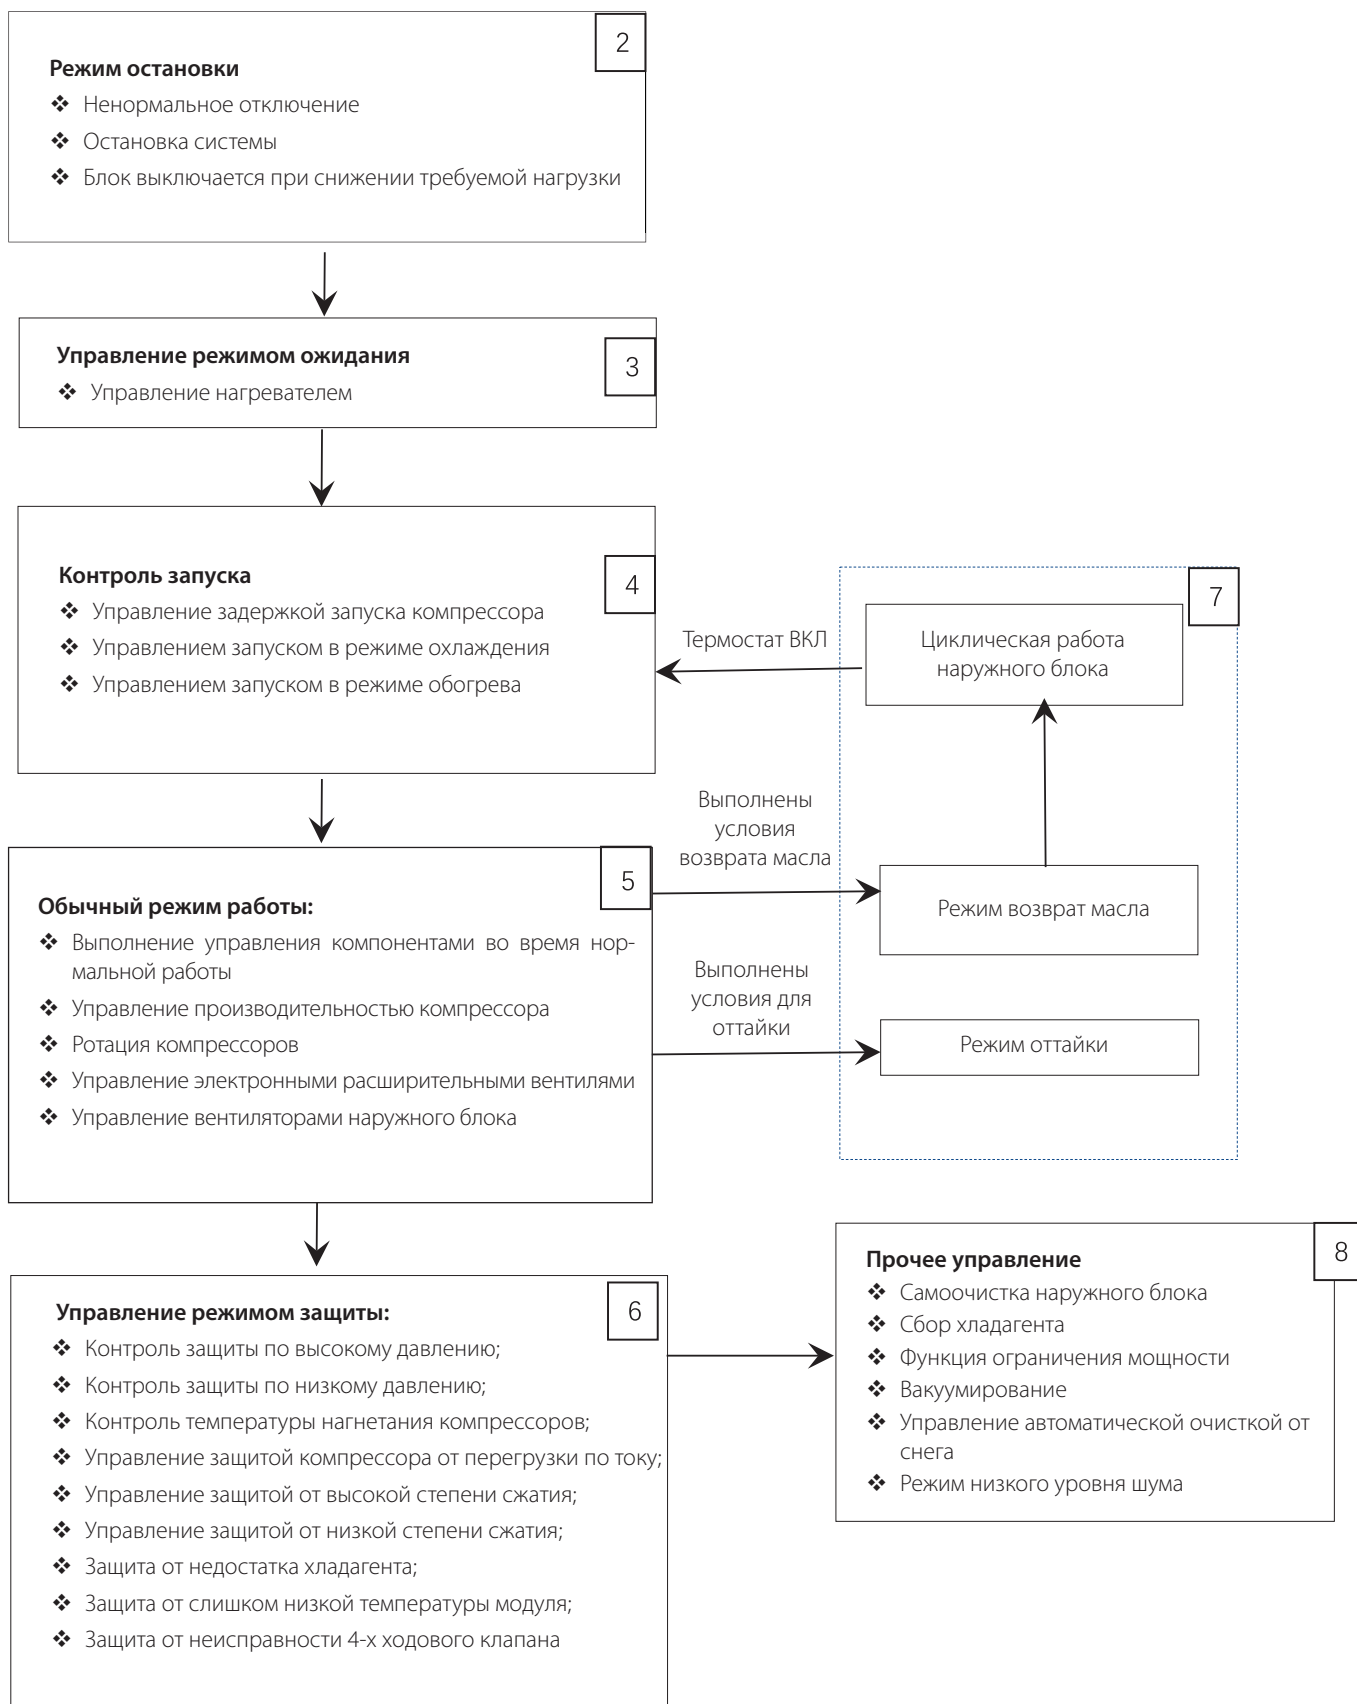 2
Режим остановки
❖ Ненормальное отключение
❖ Остановка системы
❖ Блок выключается при снижении требуемой нагрузки
3
Управление режимом ожидания
❖ Управление нагревателем
4
Контроль запуска
❖ Управление задержкой запуска компрессора
❖ Управлением запуском в режиме охлаждения
❖ Управлением запуском в режиме обогрева
Термостат ВКЛ
7
Циклическая работа
наружного блока
Выполнены
условия
возврата масла
Режим возврат масла
Выполнены
условия для
оттайки
Режим оттайки
5
Обычный режим работы:
❖ Выполнение управления компонентами во время нор-
мальной работы
❖ Управление производительностью компрессора
❖ Ротация компрессоров
❖ Управление электронными расширительными вентилями
❖ Управление вентиляторами наружного блока
6
Управление режимом защиты:
❖ Контроль защиты по высокому давлению;
❖ Контроль защиты по низкому давлению;
❖ Контроль температуры нагнетания компрессоров;
❖ Управление защитой компрессора от перегрузки по току;
❖ Управление защитой от высокой степени сжатия;
❖ Управление защитой от низкой степени сжатия;
❖ Защита от недостатка хладагента;
❖ Защита от слишком низкой температуры модуля;
❖ Защита от неисправности 4-х ходового клапана
8
Прочее управление
❖ Самоочистка наружного блока
❖ Сбор хладагента
❖ Функция ограничения мощности
❖ Вакуумирование
❖ Управление автоматической очисткой от
снега
❖ Режим низкого уровня шума